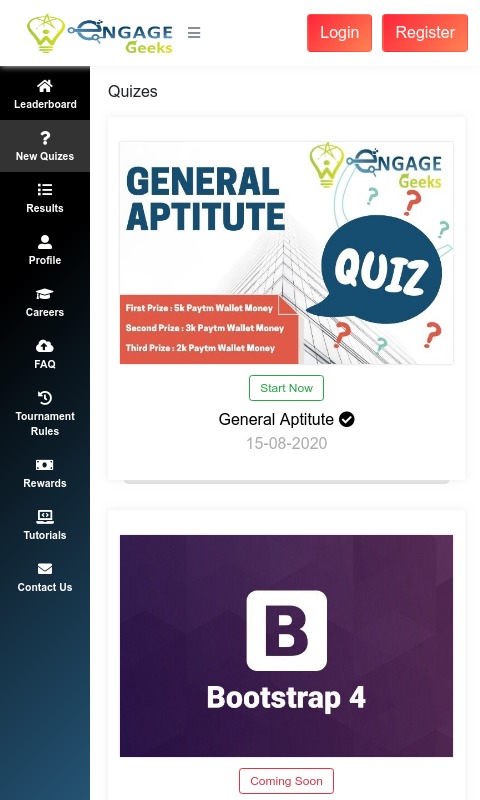 ENGAGE
Geeks
Login
Register
Leaderboard
New Quizes
Results
Profile
Careers
FAQ
Tournament
Rules
Rewards
Tutorials
Contact Us
Quizes
ENGAGE
Geeks
GENERAL
APTITUTE
QUIZ
First Prize : 5k Paytm Wallet Money
Second Prize : 3k Paytm Wallet Money
Third Prize : 2k Paytm Wallet Money
Start Now
General Aptitute
15-08-2020
B
Bootstrap 4
Coming Soon